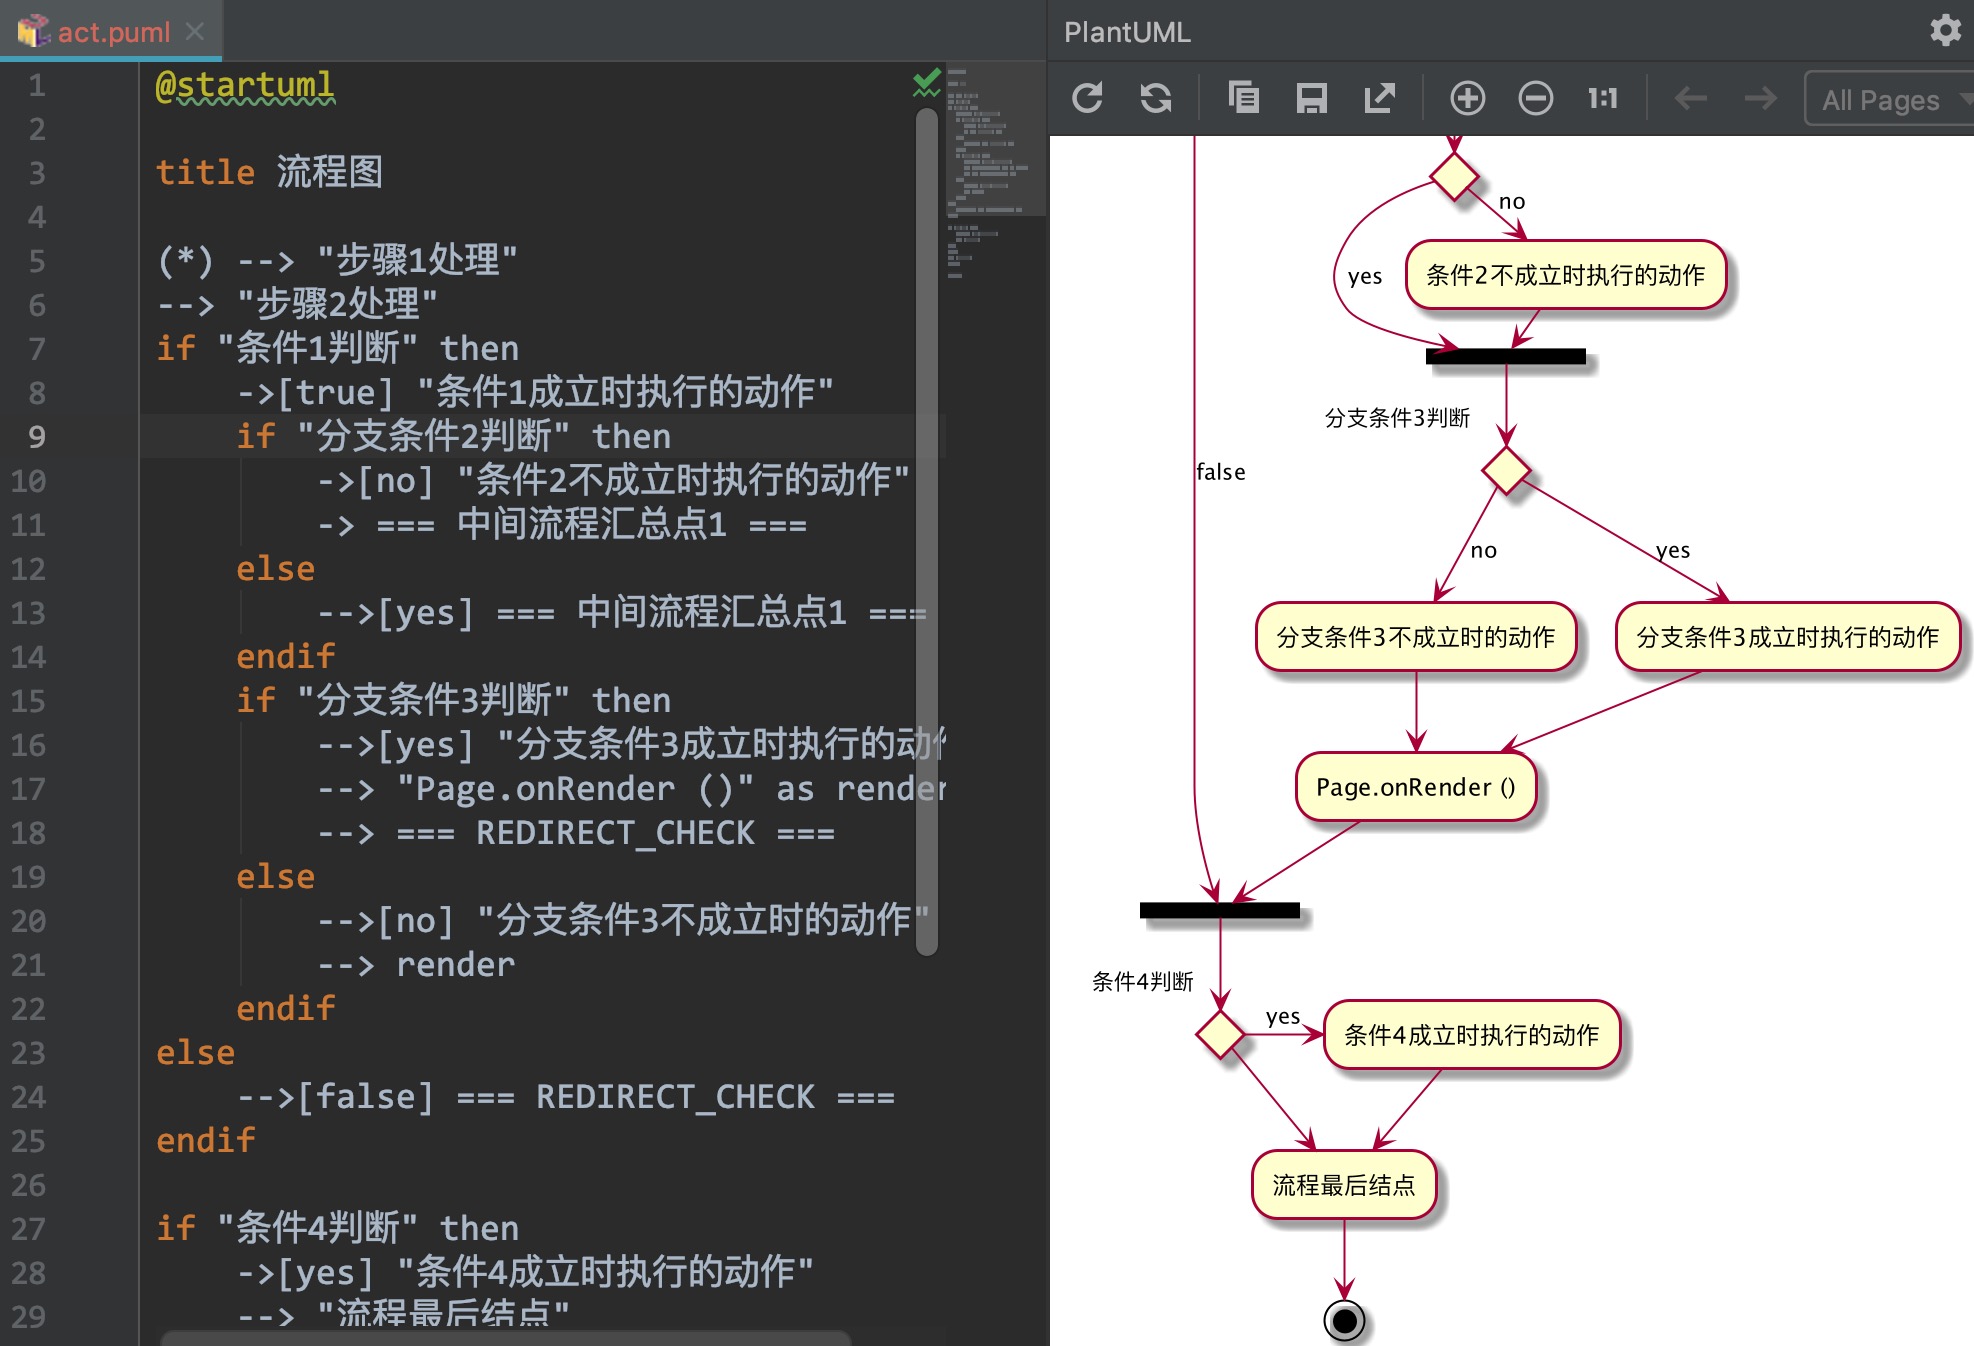 act.puml
1 @startuml
2
3 title 流程图
4
5 (*) --> "步骤1处理"
6 --> "步骤2处理"
7 if "条件1判断" then
8 ->[true] "条件1成立时执行的动作"
9 if "分支条件2判断" then
10 ->[no] "条件2不成立时执行的动作"
11 -> === 中间流程汇总点1 ===
12 else
13 -->[yes] === 中间流程汇总点1 ===
14 endif
15 if "分支条件3判断" then
16 -->[yes] "分支条件3成立时执行的动作
17 --> "Page.onRender ()" as render
18 --> === REDIRECT_CHECK ===
19 else
20 -->[no] "分支条件3不成立时的动作"
21 --> render
22 endif
23 else
24 -->[false] === REDIRECT_CHECK ===
25 endif
26
27 if "条件4判断" then
28 ->[yes] "条件4成立时执行的动作"
29 --> "流程最后结点"
PlantUML
1:1
All Pages
no
条件2不成立时执行的动作
yes
分支条件3判断
false
no
yes
分支条件3不成立时的动作
分支条件3成立时执行的动作
Page.onRender ()
条件4判断
yes
条件4成立时执行的动作
流程最后结点